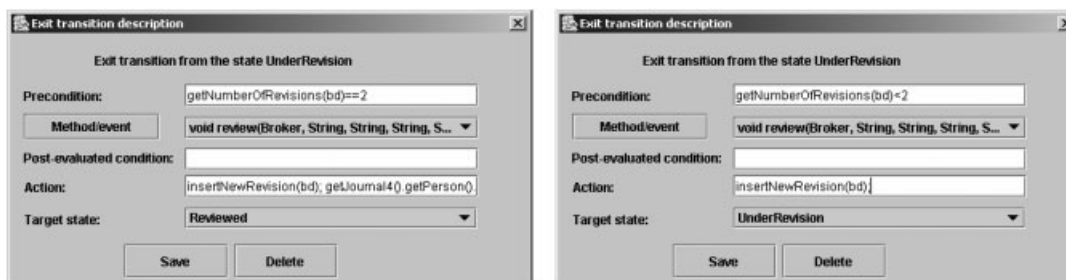 Exit transition description
Exit transition from the state UnderRevision
Precondition: getNumberOfRevisions(bd)==2
Method/event void review(Broker, String, String, String, S...
Post-evaluated condition:
Action: insertNewRevision(bd); getJournal4().getPerson().
Target state: Reviewed
Save Delete
Exit transition description
Exit transition from the state UnderRevision
Precondition: getNumberOfRevisions(bd)<2
Method/event void review(Broker, String, String, String, S...
Post-evaluated condition:
Action: insertNewRevision(bd);
Target state: UnderRevision
Save Delete